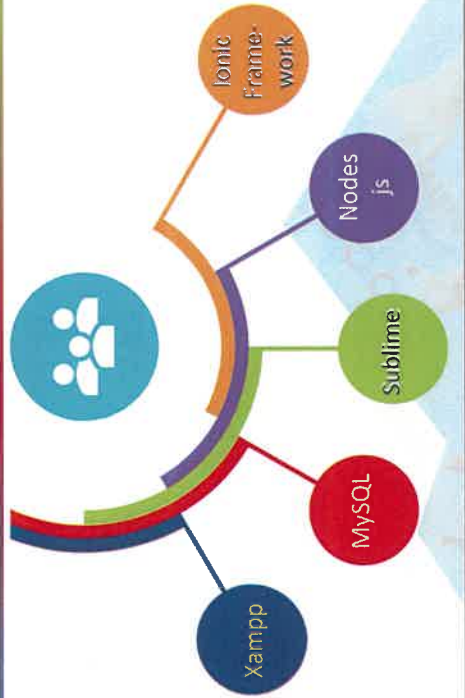 Xampp
MySQL
Sublime
Nodes
js
Ionic
Frame-
work